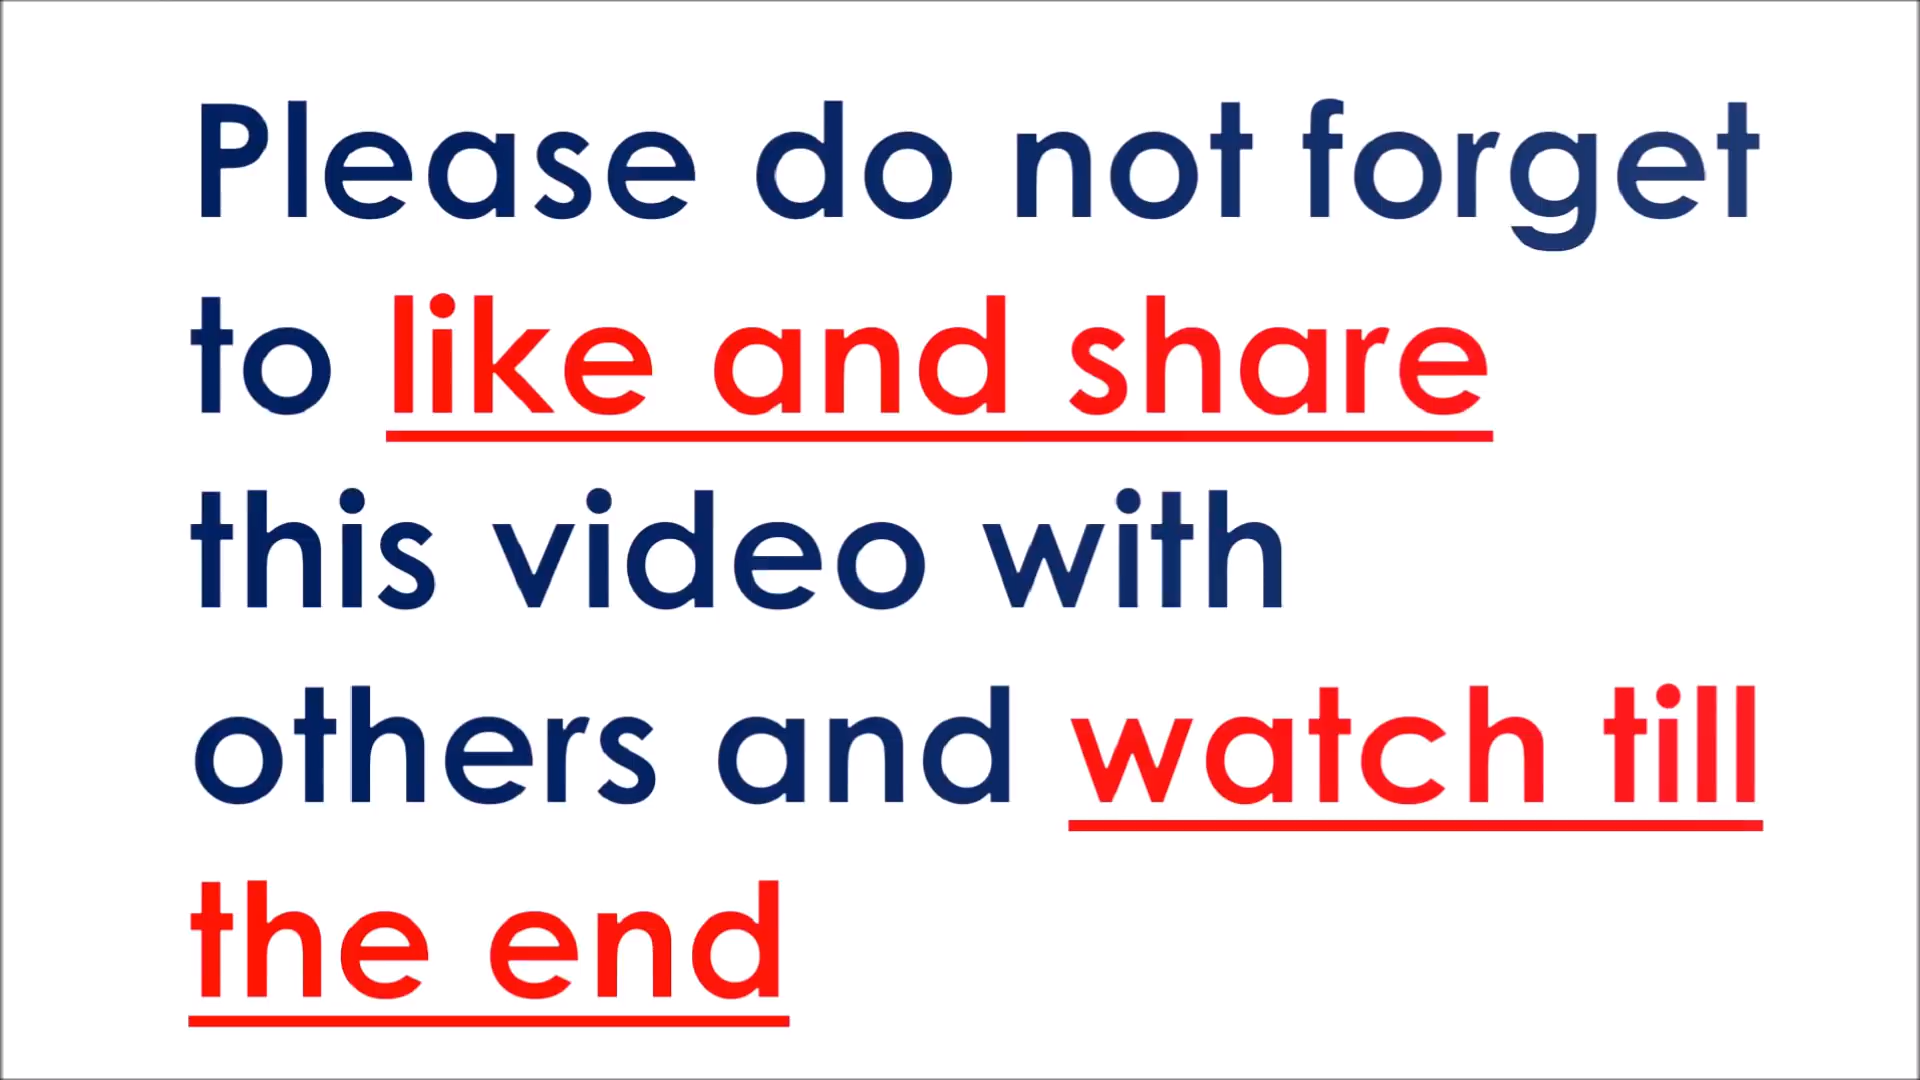 Please do not forget
to like and share
this video with
others and watch till
the end